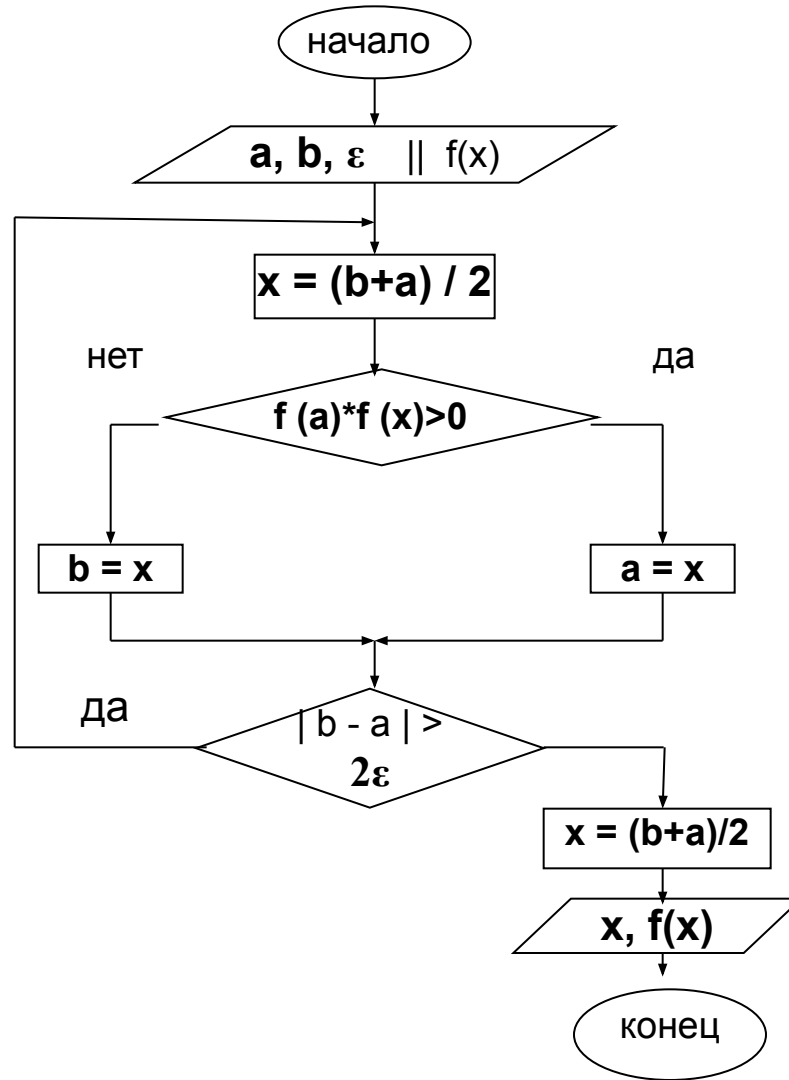 начало
a, b, ε || f(x)
x = (b+a) / 2
нет
да
f (a)*f (x)>0
b = x
a = x
да
| b - a | >
2ε
x = (b+a)/2
x, f(x)
конец